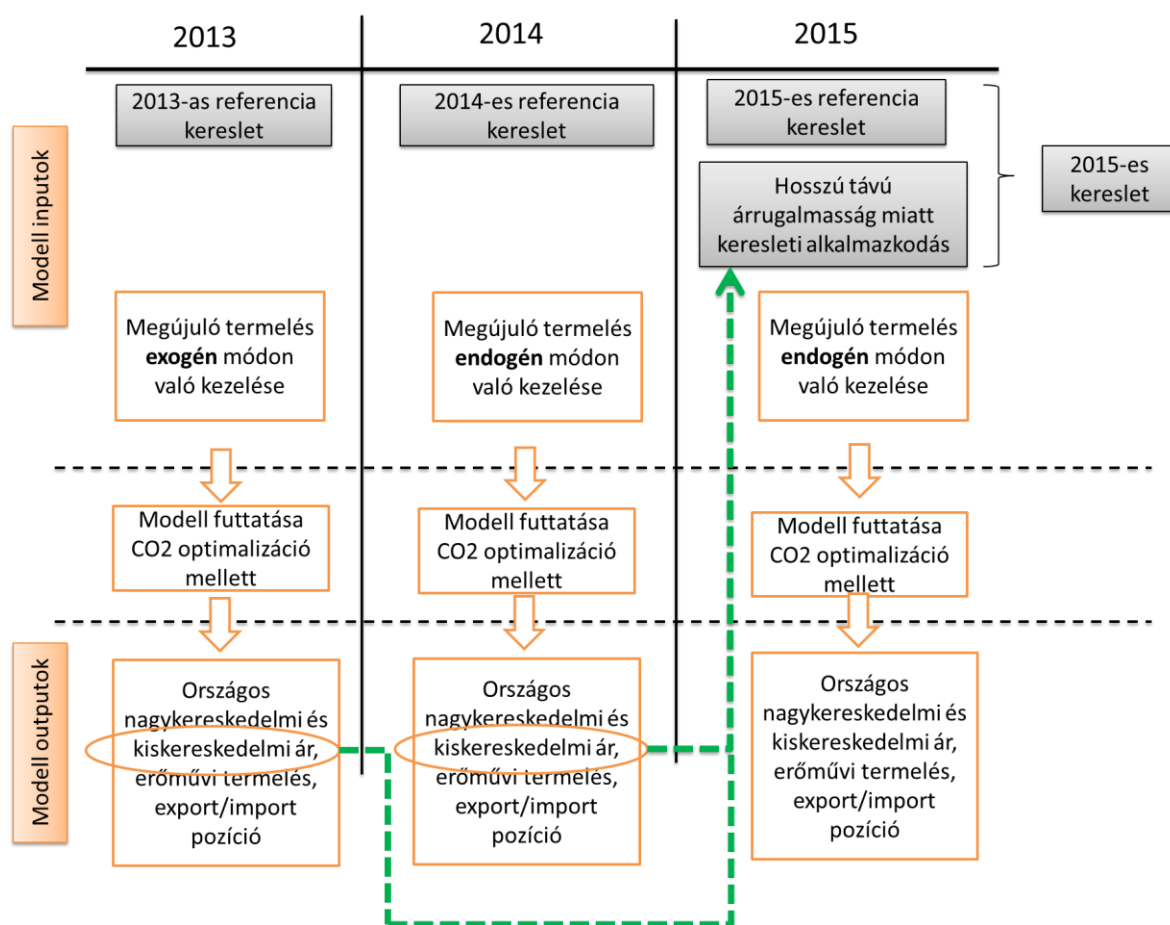 2013
2014
2015
Modell inputok
2013-as referencia
kereslet
2014-es referencia
kereslet
2015-es referencia
kereslet
Hosszú távú
árrugalmasság miatt
keresleti alkalmazkodás
2015-es
kereslet
Megújuló termelés
exogén módon
való kezelése
Megújuló termelés
endogén módon
való kezelése
Megújuló termelés
endogén módon
való kezelése
Modell futtatása
CO2 optimalizáció
mellett
Modell futtatása
CO2 optimalizáció
mellett
Modell futtatása
CO2 optimalizáció
mellett
Modell outputok
Országos
nagykereskedelmi és
kiskereskedelmi ár,
erőművi termelés,
export/import
pozíció
Országos
nagykereskedelmi és
kiskereskedelmi ár,
erőművi termelés,
export/import
pozíció
Országos
nagykereskedelmi és
kiskereskedelmi ár,
erőművi termelés,
export/import
pozíció